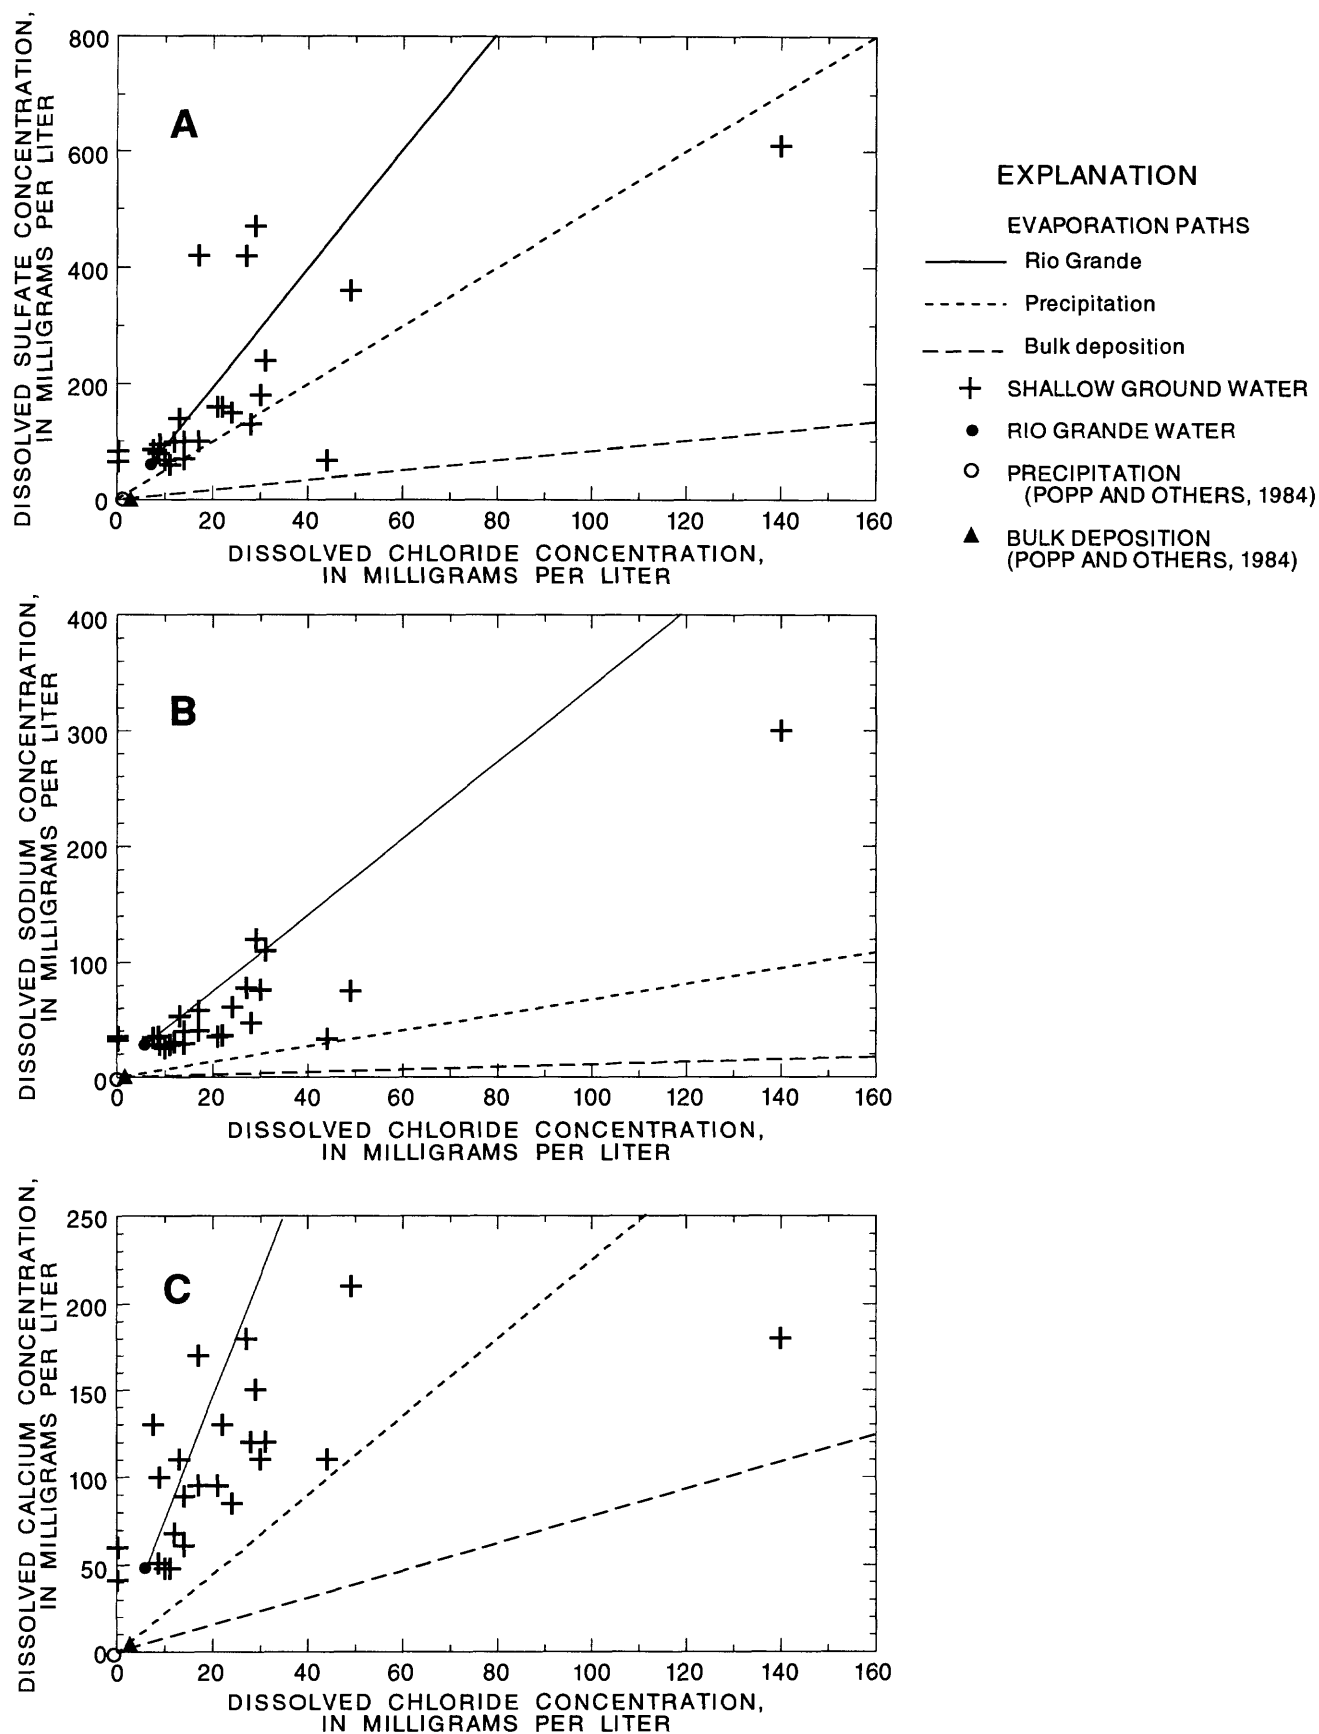 DISSOLVED SULFATE CONCENTRATION,
IN MILLIGRAMS PER LITER
800
600
400
200
0
A
0 20 40 60 80 100 120 140 160
DISSOLVED CHLORIDE CONCENTRATION,
IN MILLIGRAMS PER LITER
EXPLANATION
EVAPORATION PATHS
Rio Grande
Precipitation
Bulk deposition
SHALLOW GROUND WATER
RIO GRANDE WATER
PRECIPITATION
(POPP AND OTHERS, 1984)
BULK DEPOSITION
(POPP AND OTHERS, 1984)
DISSOLVED SODIUM CONCENTRATION,
IN MILLIGRAMS PER LITER
400
300
200
100
0
B
0 20 40 60 80 100 120 140 160
DISSOLVED CHLORIDE CONCENTRATION,
IN MILLIGRAMS PER LITER
DISSOLVED CALCIUM CONCENTRATION,
IN MILLIGRAMS PER LITER
250
200
150
100
50
0
C
0 20 40 60 80 100 120 140 160
DISSOLVED CHLORIDE CONCENTRATION,
IN MILLIGRAMS PER LITER